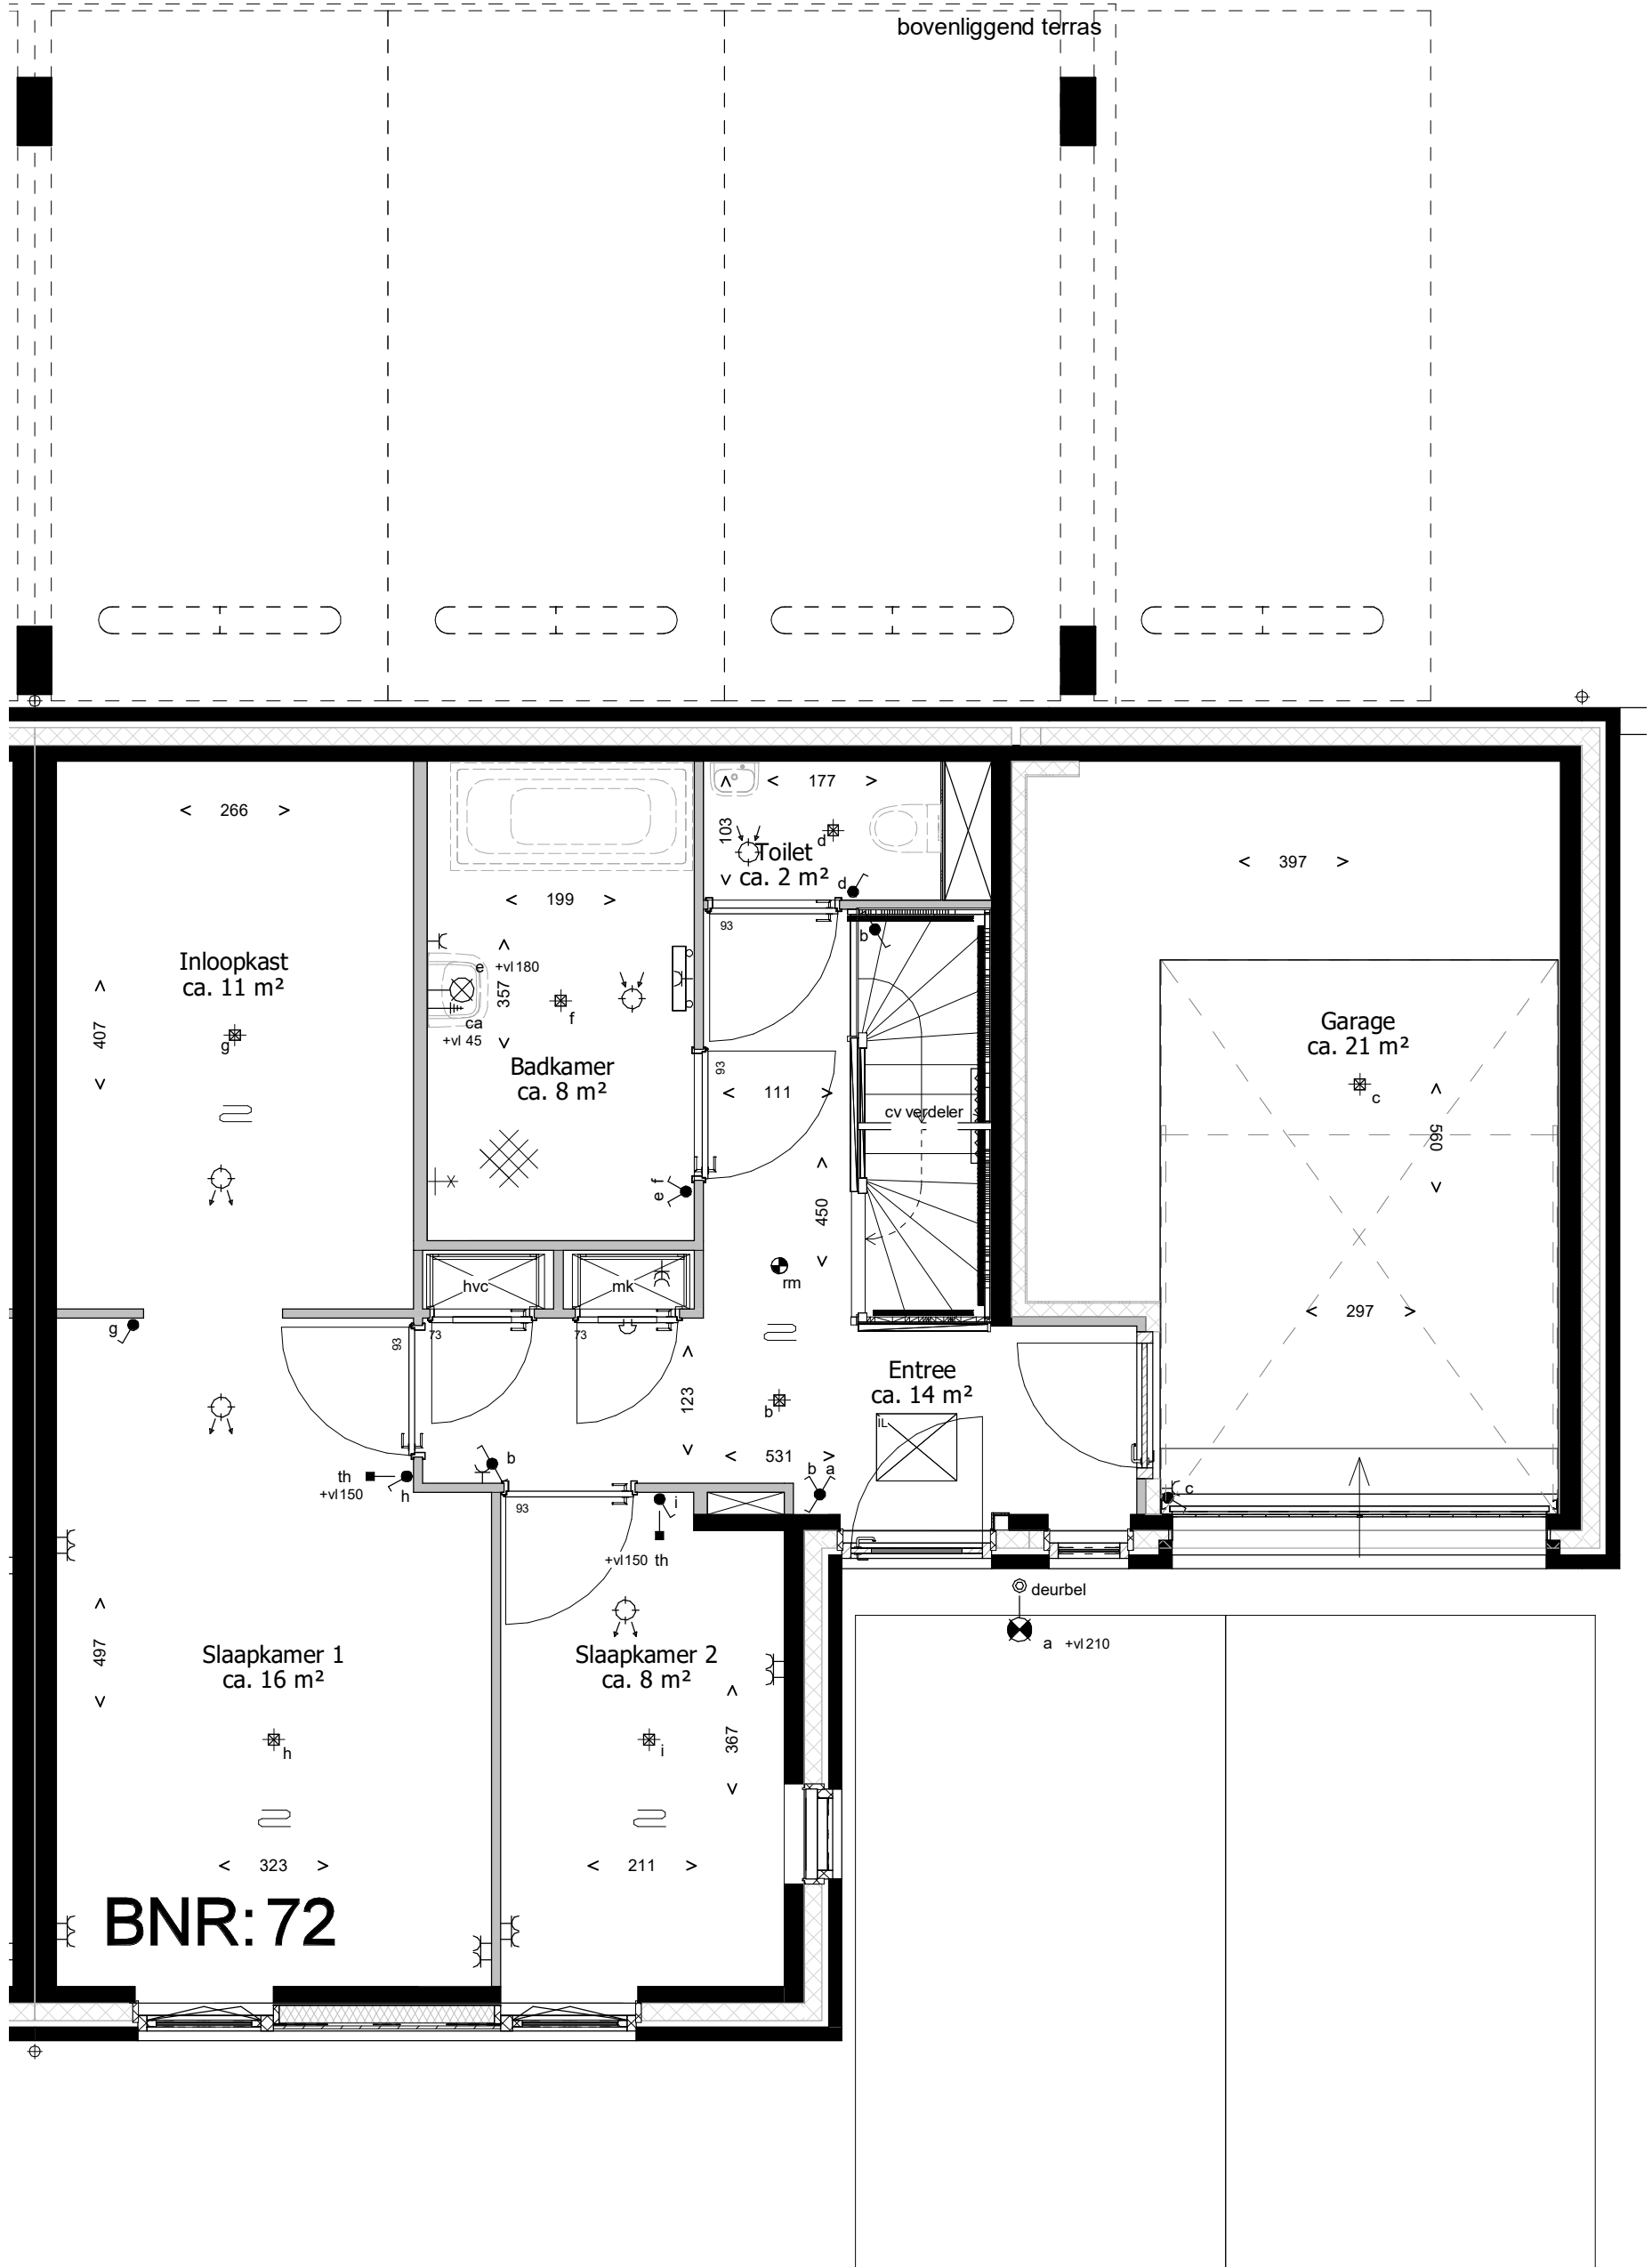 bovenliggend terras
< 266 >
< 177 >
103
d
Toilet
ca. 2 m²
d
< 397 >
< 199 >
93
b
Inloopkast
ca. 11 m²
e +vl 180
357
f
ca
+vl 45
407
g
Badkamer
ca. 8 m²
93
< 111 >
cv verdeler
Garage
ca. 21 m²
c
560
e f
450
rm
hvc
mk
g
93
73
73
< 297 >
123
b
Entree
ca. 14 m²
iL
< 531 >
b
b a
th
+vl 150
h
93
i
c
+vl 150 th
deurbel
a +vl 210
497
Slaapkamer 1
ca. 16 m²
Slaapkamer 2
ca. 8 m²
367
h
i
< 323 >
< 211 >
BNR: 72